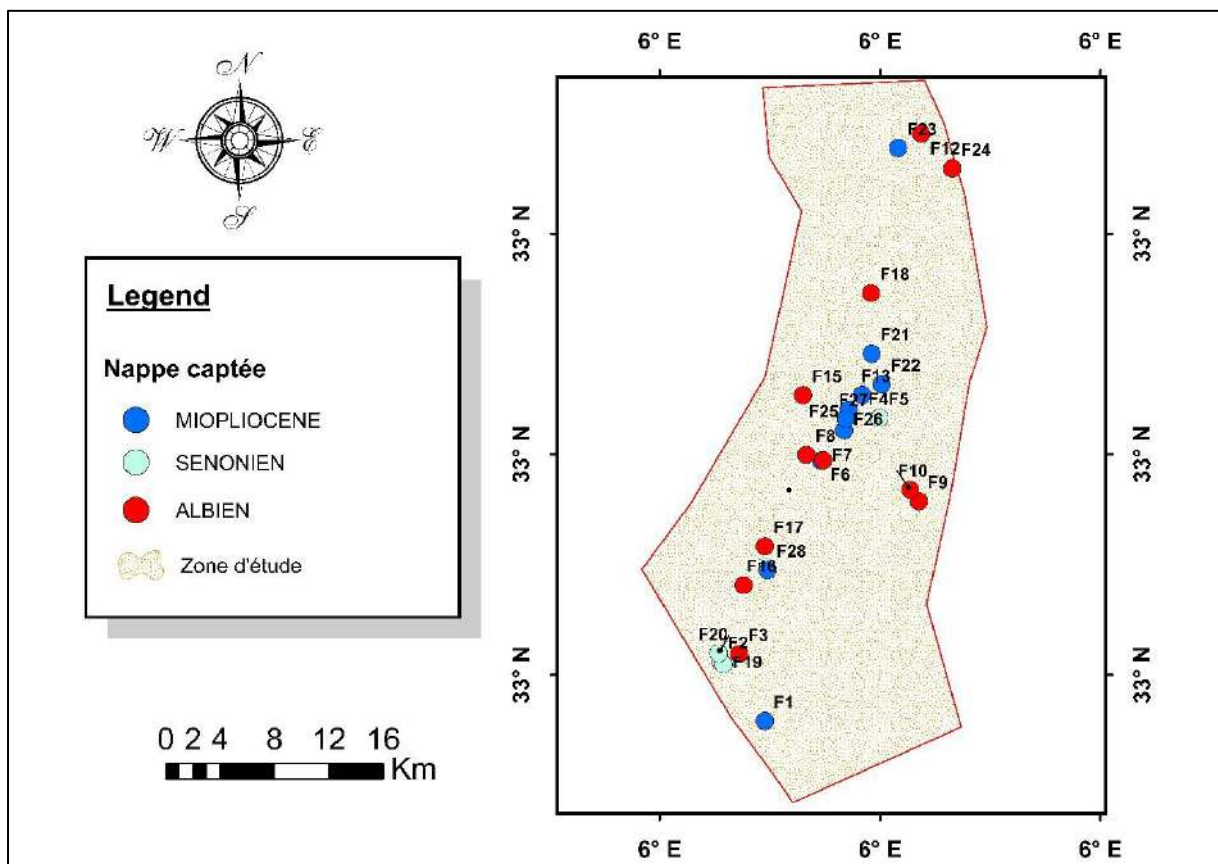 N
W
E
S
Legend
Nappe captée
MIOPLIOCENE
SENONIEN
ALBIEN
Zone d'étude
0 2 4 8 12 16
Km
6° E 6° E 6° E
33° N 33° N
33° N 33° N
33° N 33° N
F23
F12 F24
F18
F21
F22
F15 F13
F27 F4 F5
F25 F26
F8
F7
F6
F10 F9
F17
F28
F16
F20 F2 F3
F19
F1
6° E 6° E 6° E